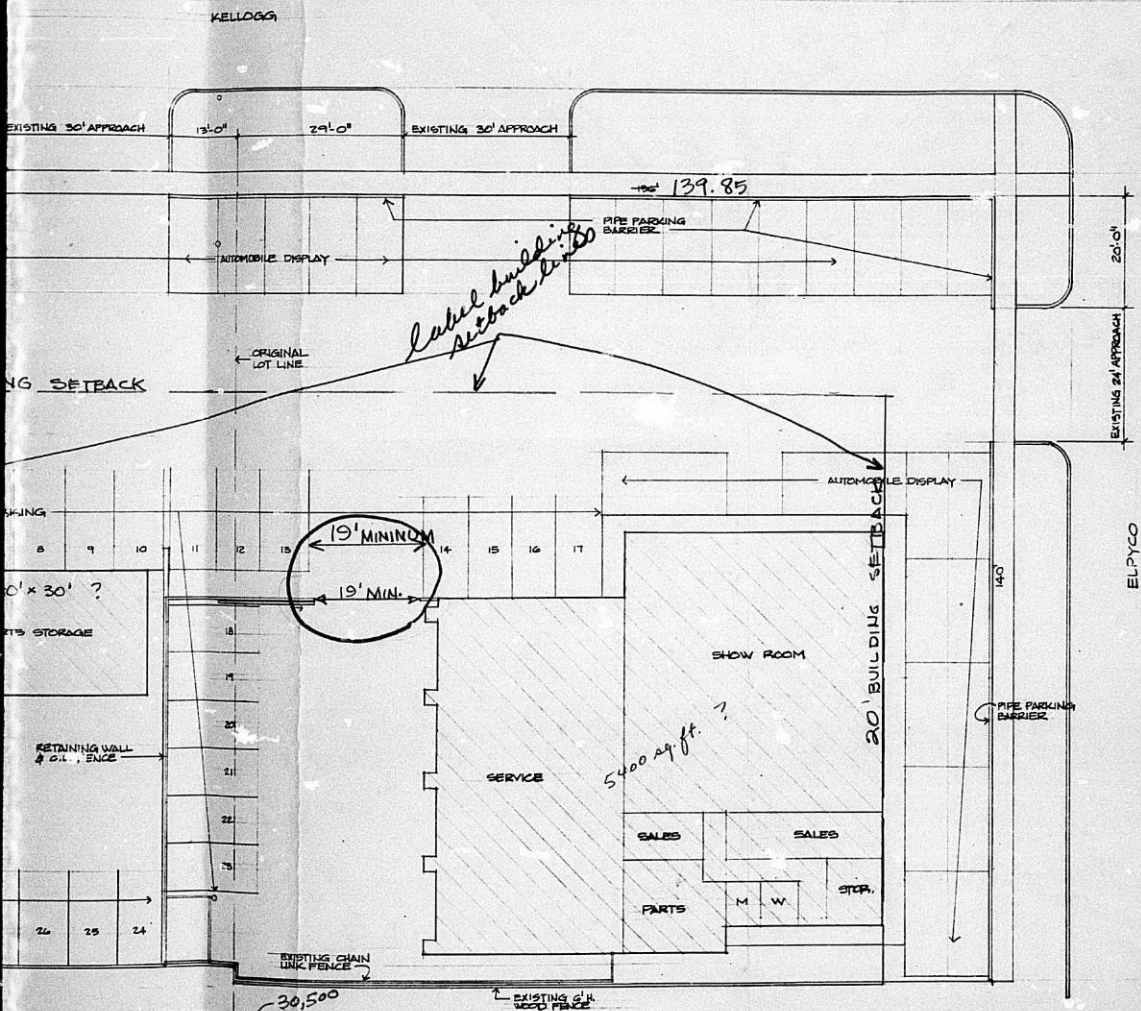 KELLOGG
EXISTING 30' APPROACH
13'-0"
29'-0"
EXISTING 30' APPROACH
139.85
PIPE PARKING
BARRIER
20'-0"
AUTOMOBILE DISPLAY
label building
setback lines
ORIGINAL
LOT LINE
EXISTING 24' APPROACH
NG SETBACK
AUTOMOBILE DISPLAY
KING
19' MININUM
8 9 10 11 12 13 14 15 16 17
0' x 30' ?
19' MIN.
140'
ELPYCO
TS STORAGE
18
SHOW ROOM
20' BUILDING SETBACK
19
20
PIPE PARKING
BARRIER
RETAINING WALL
&
21
SERVICE
5400 sq. ft. ?
22
SALES
SALES
23
STOR.
PARTS
M W
26 25 24
EXISTING CHAIN
LINK FENCE
30,500
EXISTING 6' H.
WOOD FENCE